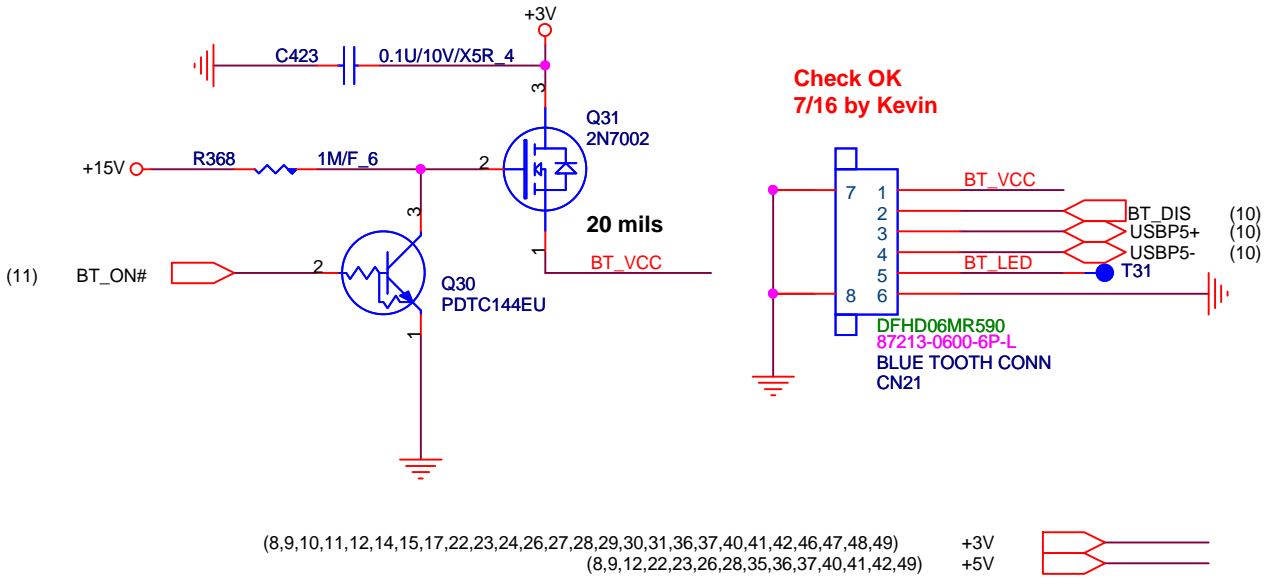 +3V
C423 0.1U/10V/X5R_4
3
Q31
2N7002
+15V R368 1M/F_6 2
3
20 mils
1
BT_VCC
(11) BT_ON# 2
Q30
PDTC144EU
1
Check OK
7/16 by Kevin
7 1 BT_VCC
2 BT_DIS (10)
3 USBP5+ (10)
4 USBP5- (10)
5 BT_LED T31
8 6
DFHD06MR590
87213-0600-6P-L
BLUE TOOTH CONN
CN21
(8,9,10,11,12,14,15,17,22,23,24,26,27,28,29,30,31,36,37,40,41,42,46,47,48,49) +3V
(8,9,12,22,23,26,28,35,36,37,40,41,42,49) +5V